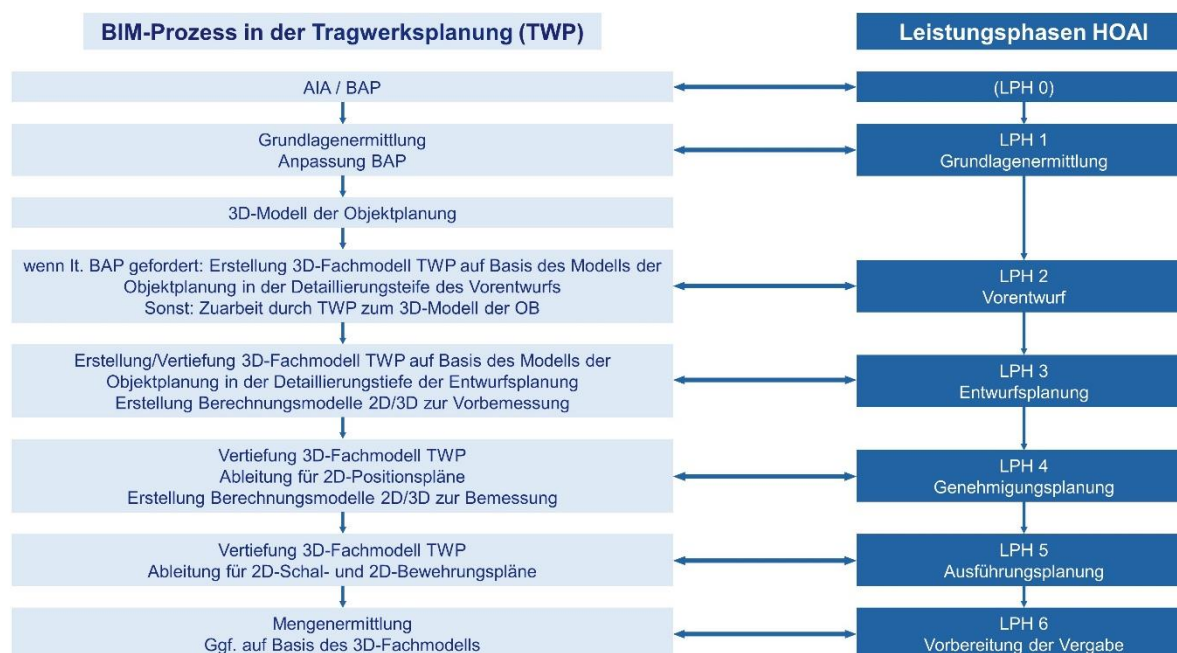 BIM-Prozess in der Tragwerksplanung (TWP)
Leistungsphasen HOAI
AIA / BAP
(LPH 0)
Grundlagenermittlung
Anpassung BAP
LPH 1
Grundlagenermittlung
3D-Modell der Objektplanung
wenn lt. BAP gefordert: Erstellung 3D-Fachmodell TWP auf Basis des Modells der
Objektplanung in der Detaillierungsteife des Vorentwurfs
Sonst: Zuarbeit durch TWP zum 3D-Modell der OB
LPH 2
Vorentwurf
Erstellung/Vertiefung 3D-Fachmodell TWP auf Basis des Modells der
Objektplanung in der Detaillierungstiefe der Entwurfsplanung
Erstellung Berechnungsmodelle 2D/3D zur Vorbemessung
LPH 3
Entwurfsplanung
Vertiefung 3D-Fachmodell TWP
Ableitung für 2D-Positionspläne
Erstellung Berechnungsmodelle 2D/3D zur Bemessung
LPH 4
Genehmigungsplanung
Vertiefung 3D-Fachmodell TWP
Ableitung für 2D-Schal- und 2D-Bewehrungspläne
LPH 5
Ausführungsplanung
Mengenermittlung
Ggf. auf Basis des 3D-Fachmodells
LPH 6
Vorbereitung der Vergabe